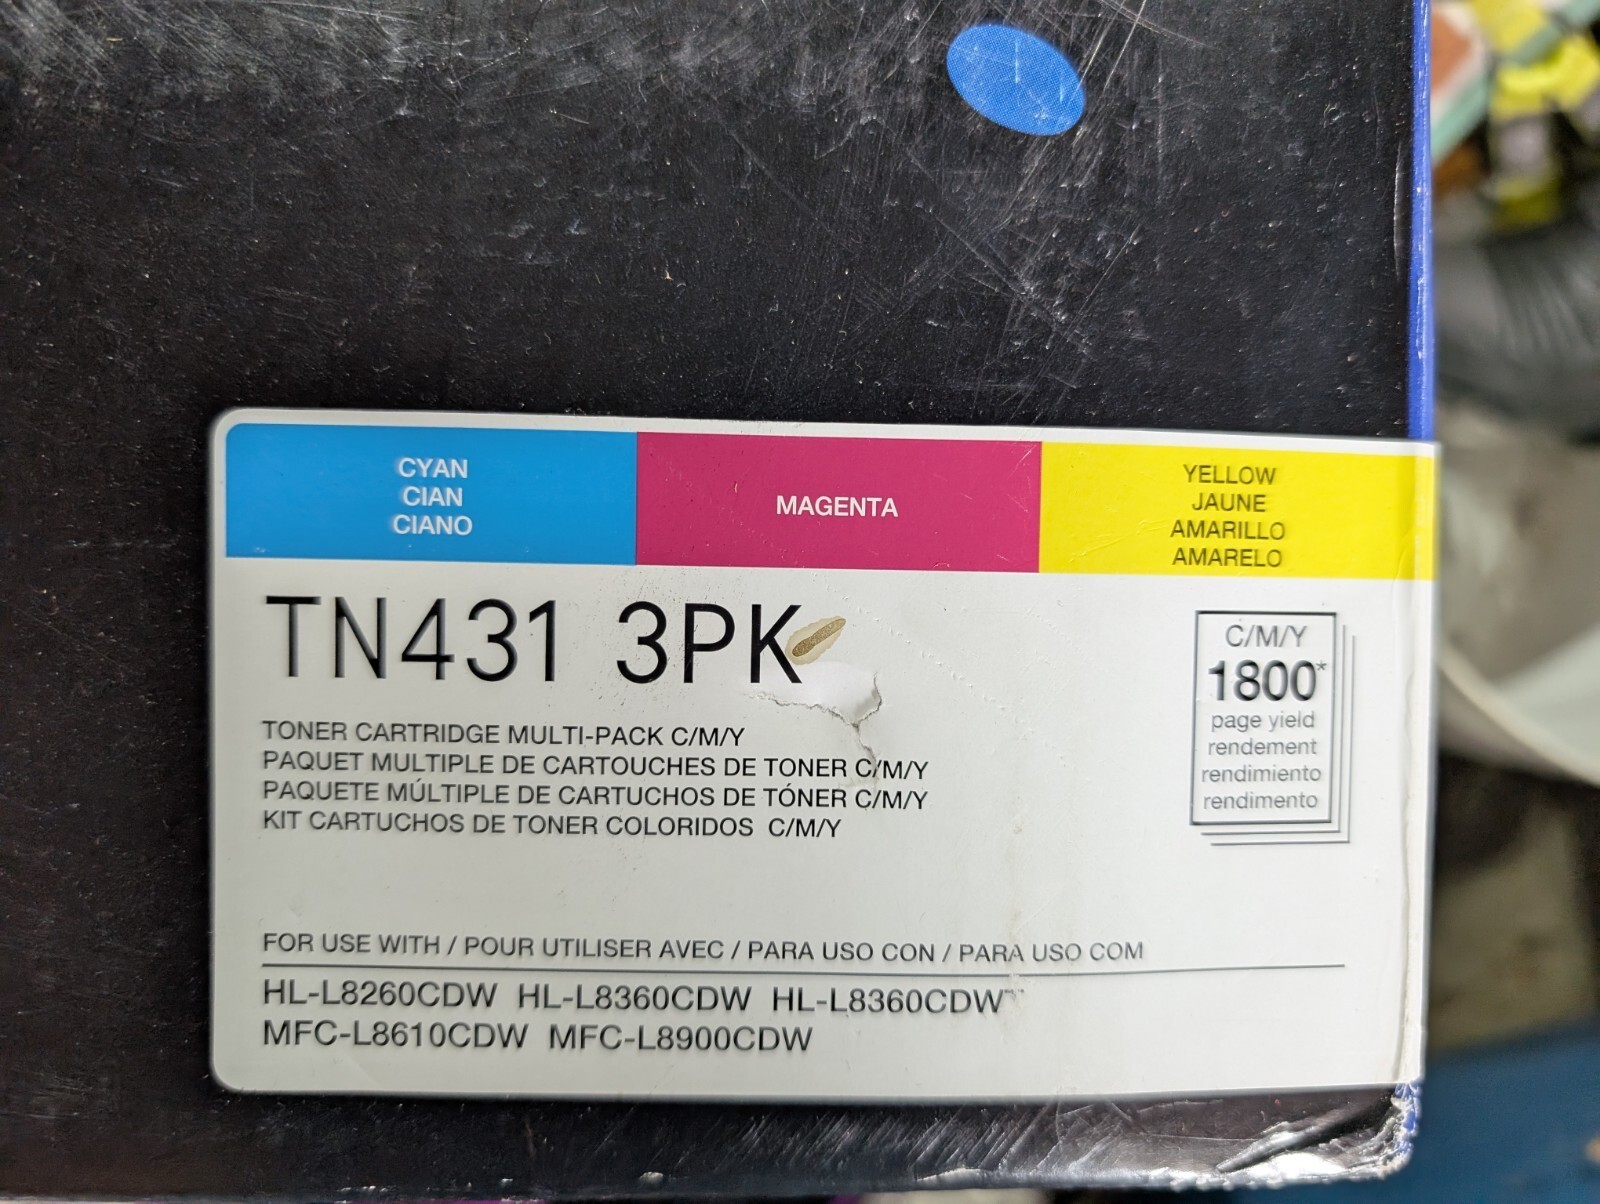 CYAN
CIAN
CIANO
MAGENTA
YELLOW
JAUNE
AMARILLO
AMARELO
TN431 3PK
C/M/Y
1800*
page yield
rendement
rendimiento
rendimento
TONER CARTRIDGE MULTI-PACK C/M/Y
PAQUET MULTIPLE DE CARTOUCHES DE TONER C/M/Y
PAQUETE MÚLTIPLE DE CARTUCHOS DE TÓNER C/M/Y
KIT CARTUCHOS DE TONER COLORIDOS C/M/Y
FOR USE WITH / POUR UTILISER AVEC / PARA USO CON / PARA USO COM
HL-L8260CDW HL-L8360CDW HL-L8360CDW
MFC-L8610CDW MFC-L8900CDW